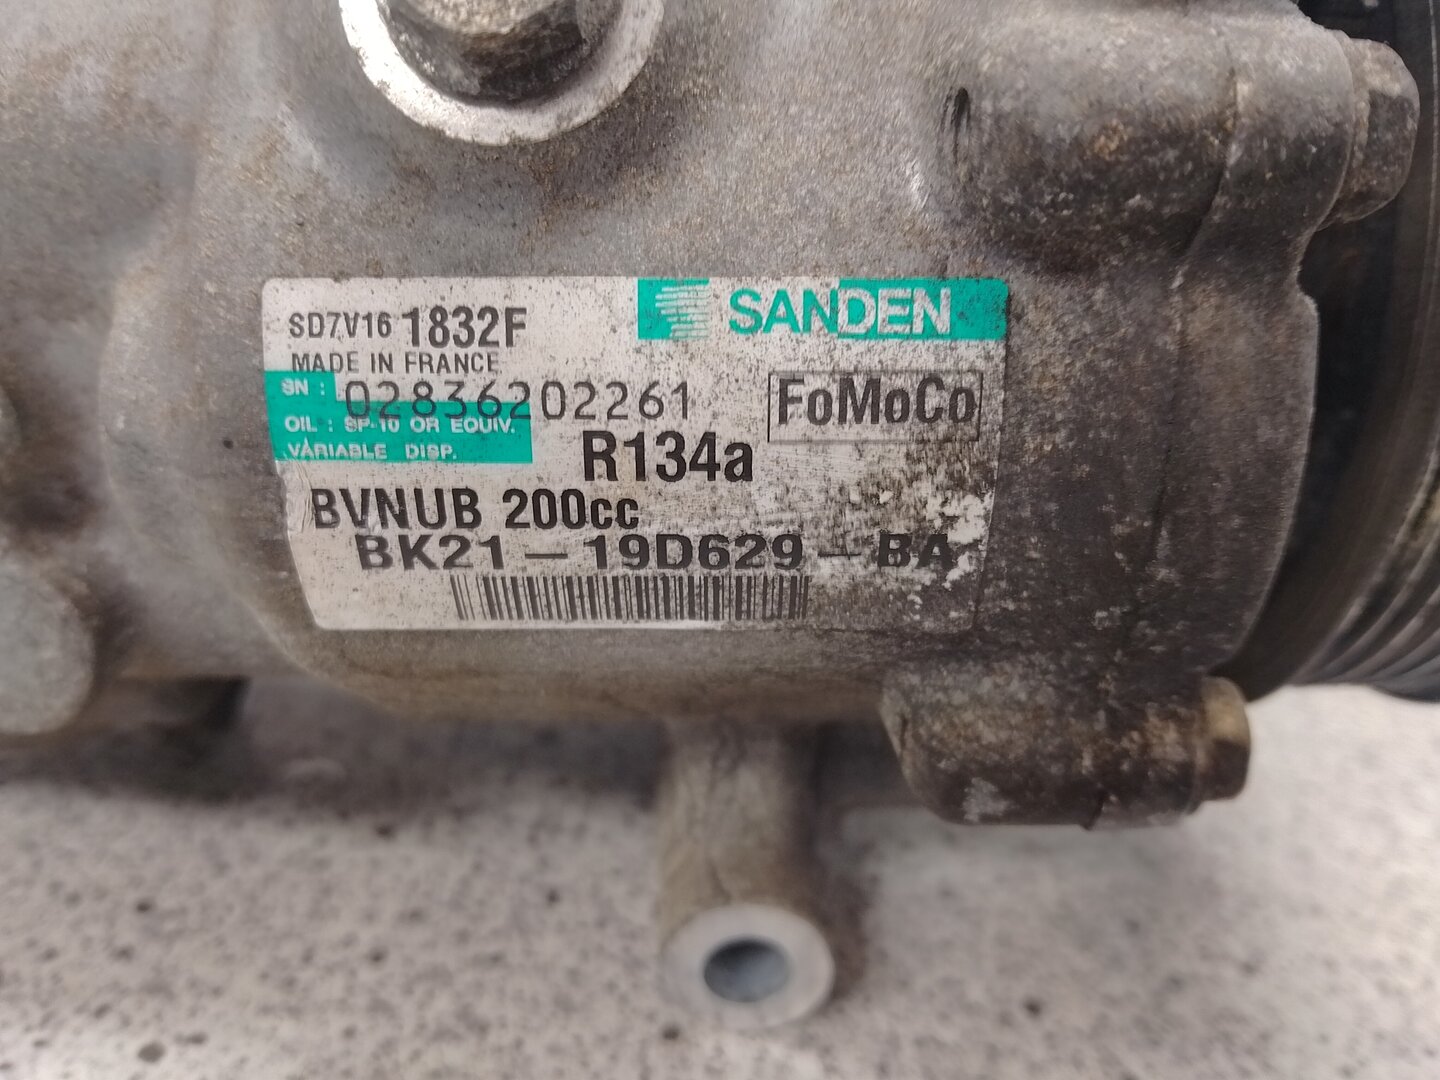 SD7V16 1832F
SANDEN
MADE IN FRANCE
SN : 02836202261
FoMoCo
OIL : SP-10 OR EQUIV.
VARIABLE DISP.
R134a
BVNUB 200cc
BK21 - 19D629 - BA